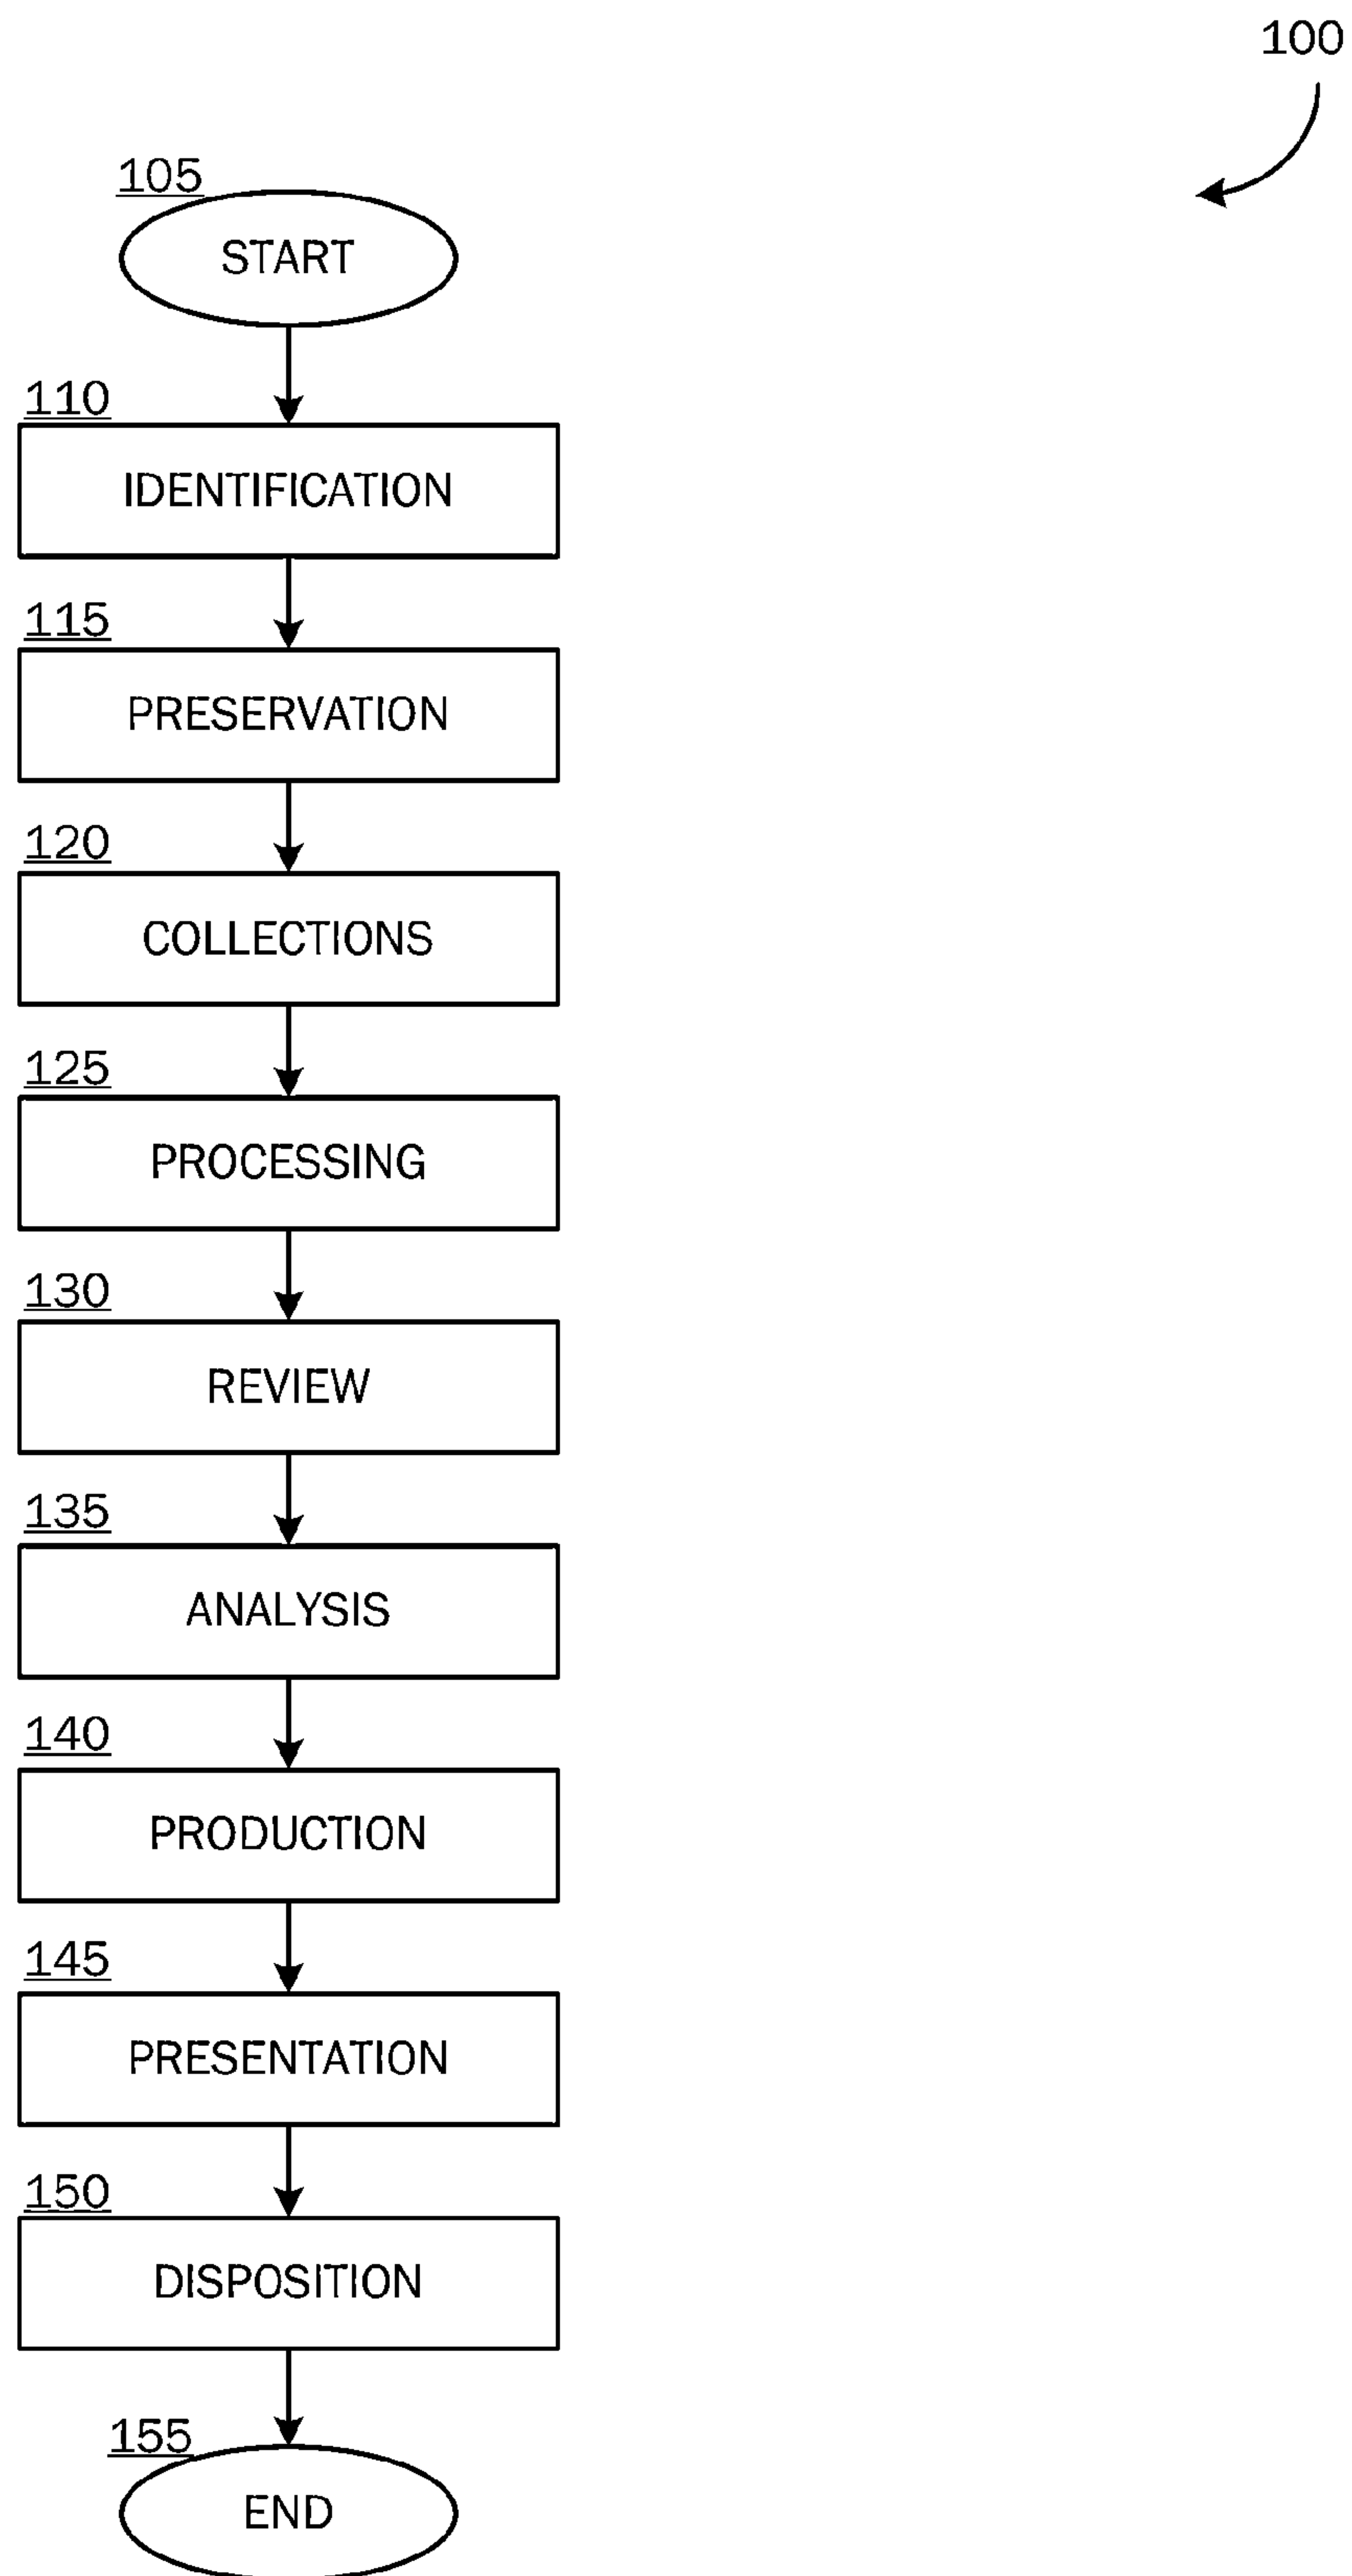 100
105
START
110
IDENTIFICATION
115
PRESERVATION
120
COLLECTIONS
125
PROCESSING
130
REVIEW
135
ANALYSIS
140
PRODUCTION
145
PRESENTATION
150
DISPOSITION
155
END